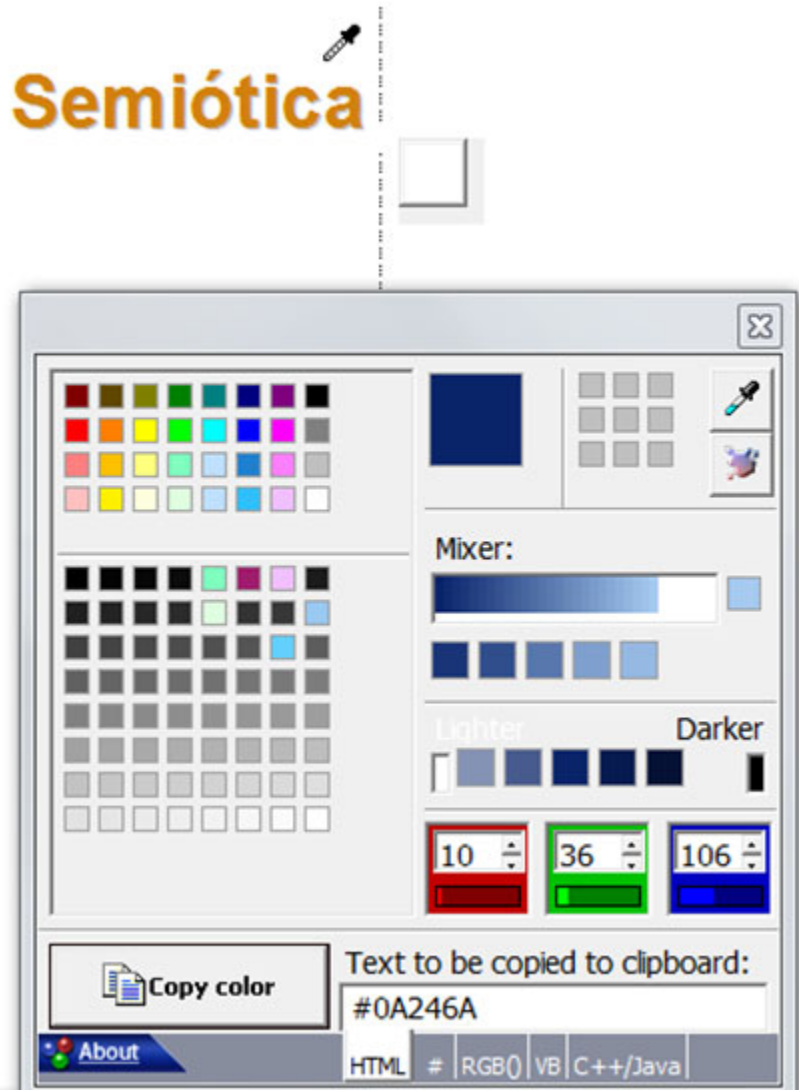 Semiótica
Mixer:
Lighter Darker
10 36 106
Copy color
Text to be copied to clipboard:
#0A246A
About
HTML # RGB() VB C++/Java